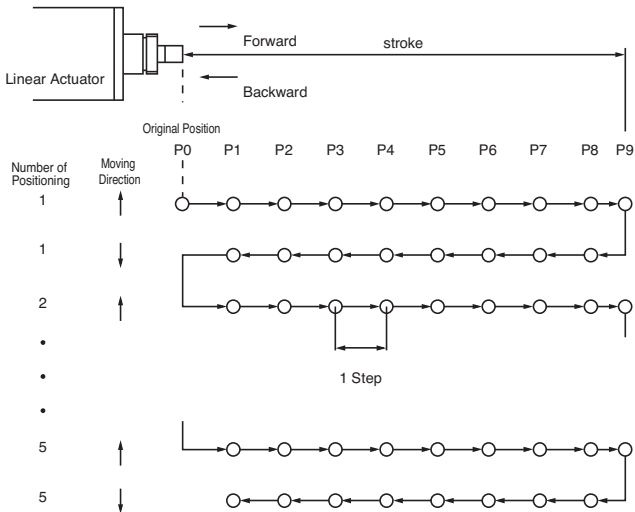 Forward
stroke
Linear Actuator
Backward
Original Position
P0 P1 P2 P3 P4 P5 P6 P7 P8 P9
Number of
Positioning
Moving
Direction
1
1
2
1 Step
5
5